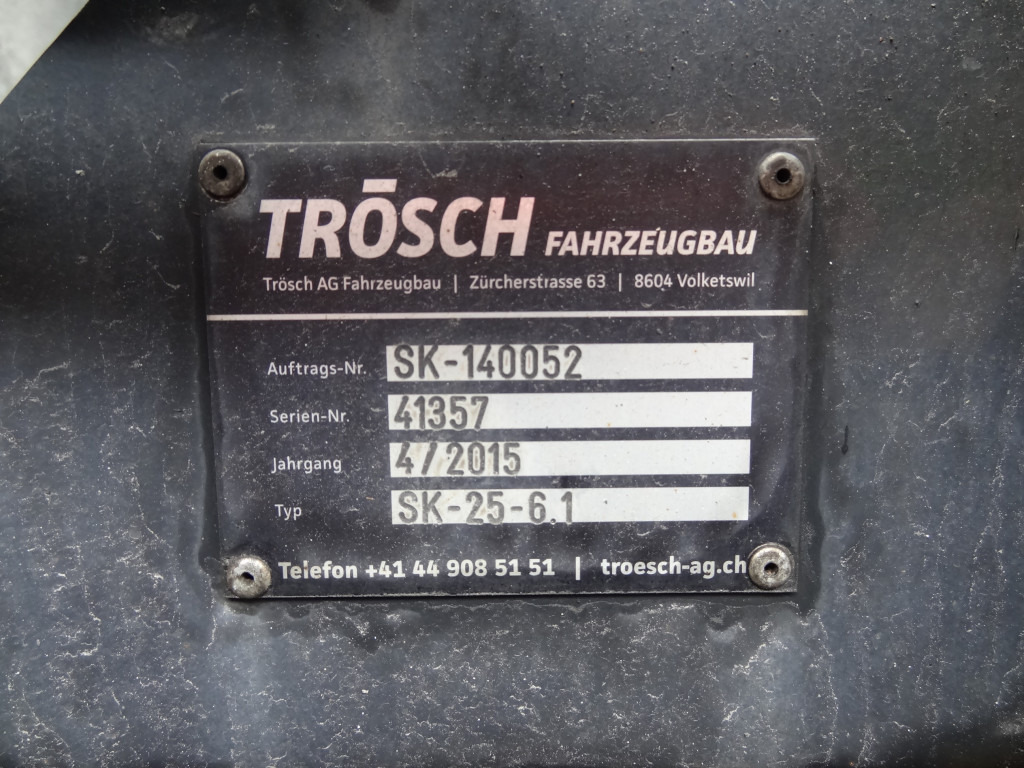 TRÖSCH FAHRZEUGBAU
Trösch AG Fahrzeugbau | Zürcherstrasse 63 | 8604 Volketswil
Auftrags-Nr. SK-140052
Serien-Nr. 41357
Jahrgang 4/2015
Typ SK-25-6.1
Telefon +41 44 908 51 51 | troesch-ag.ch